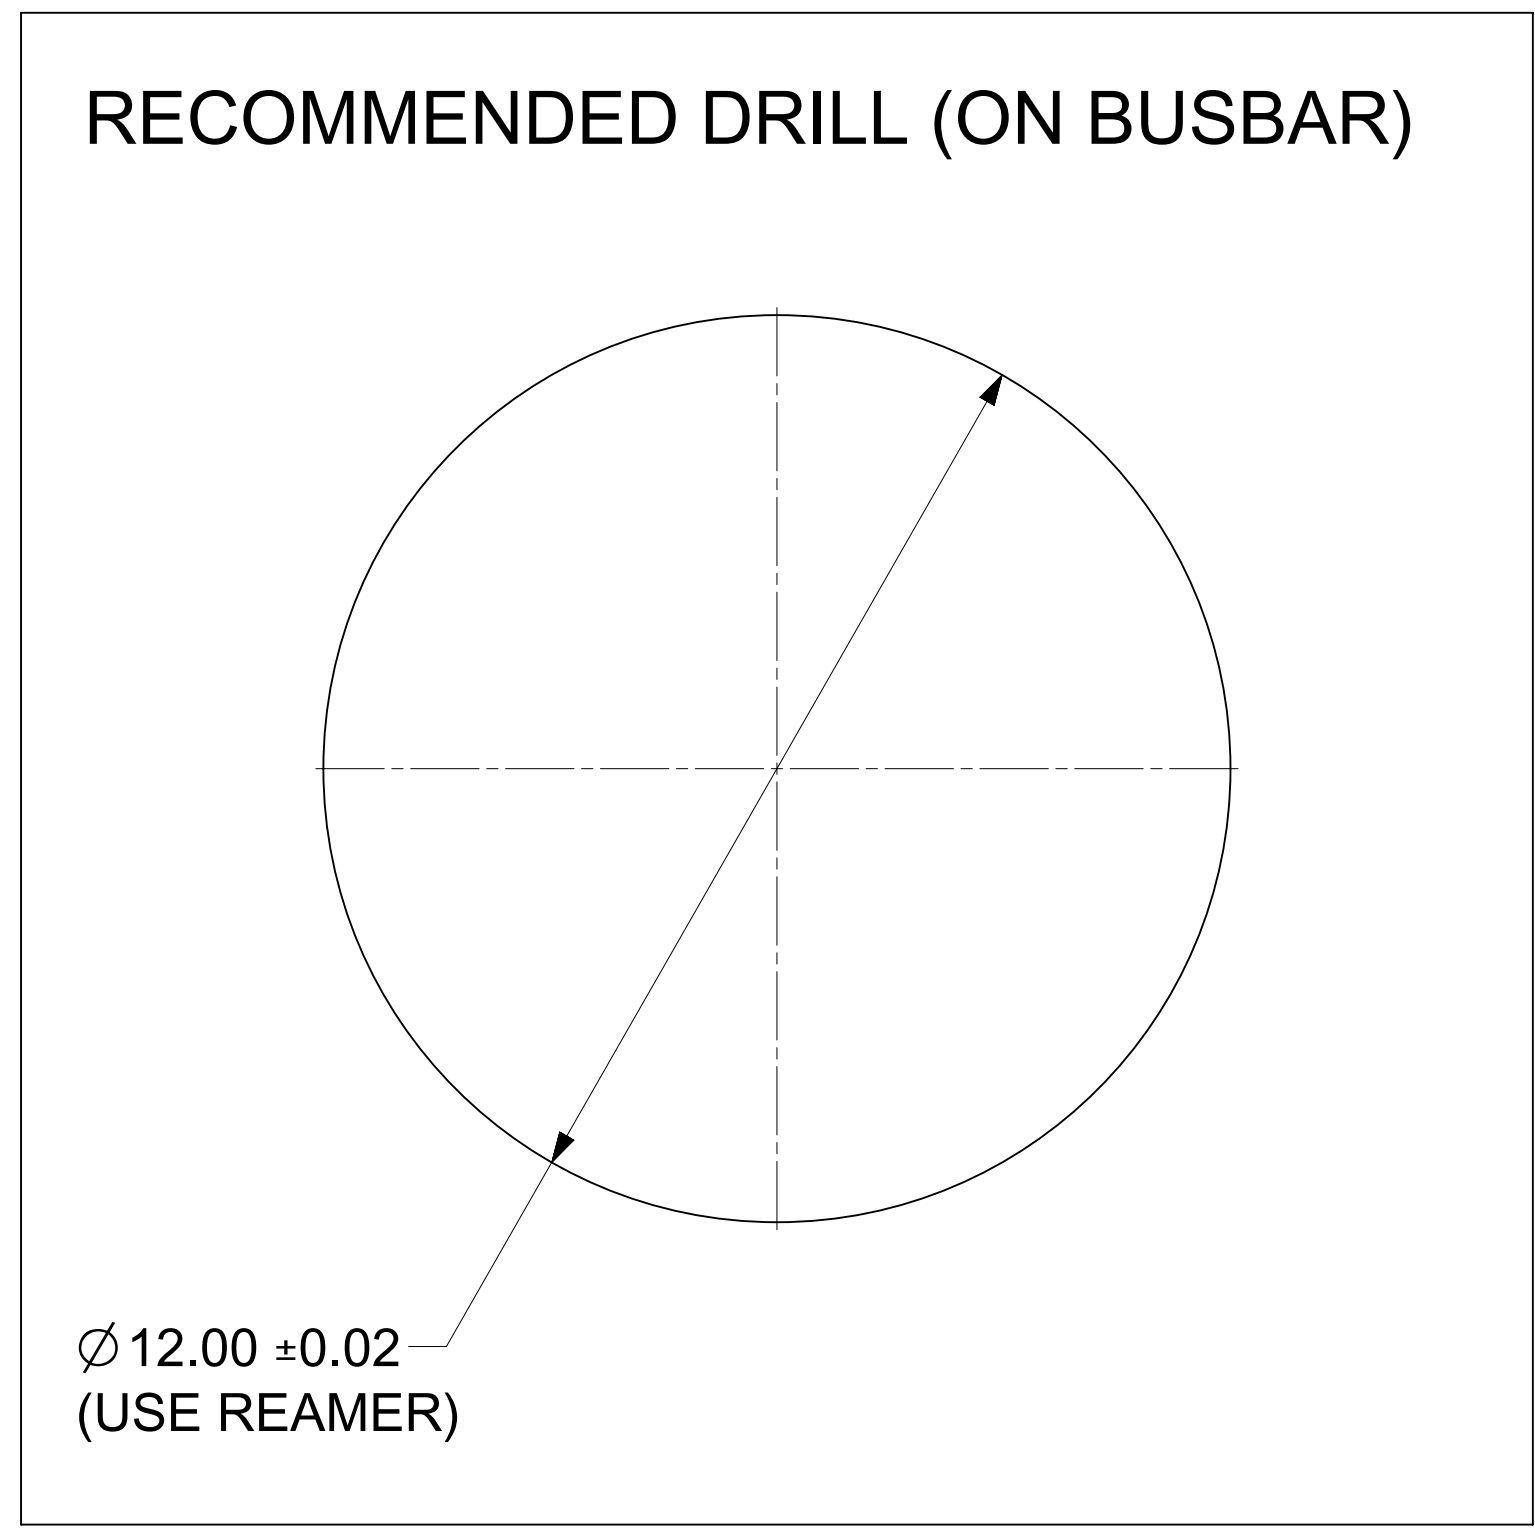 RECOMMENDED DRILL (ON BUSBAR)
∅12.00 ±0.02
(USE REAMER)